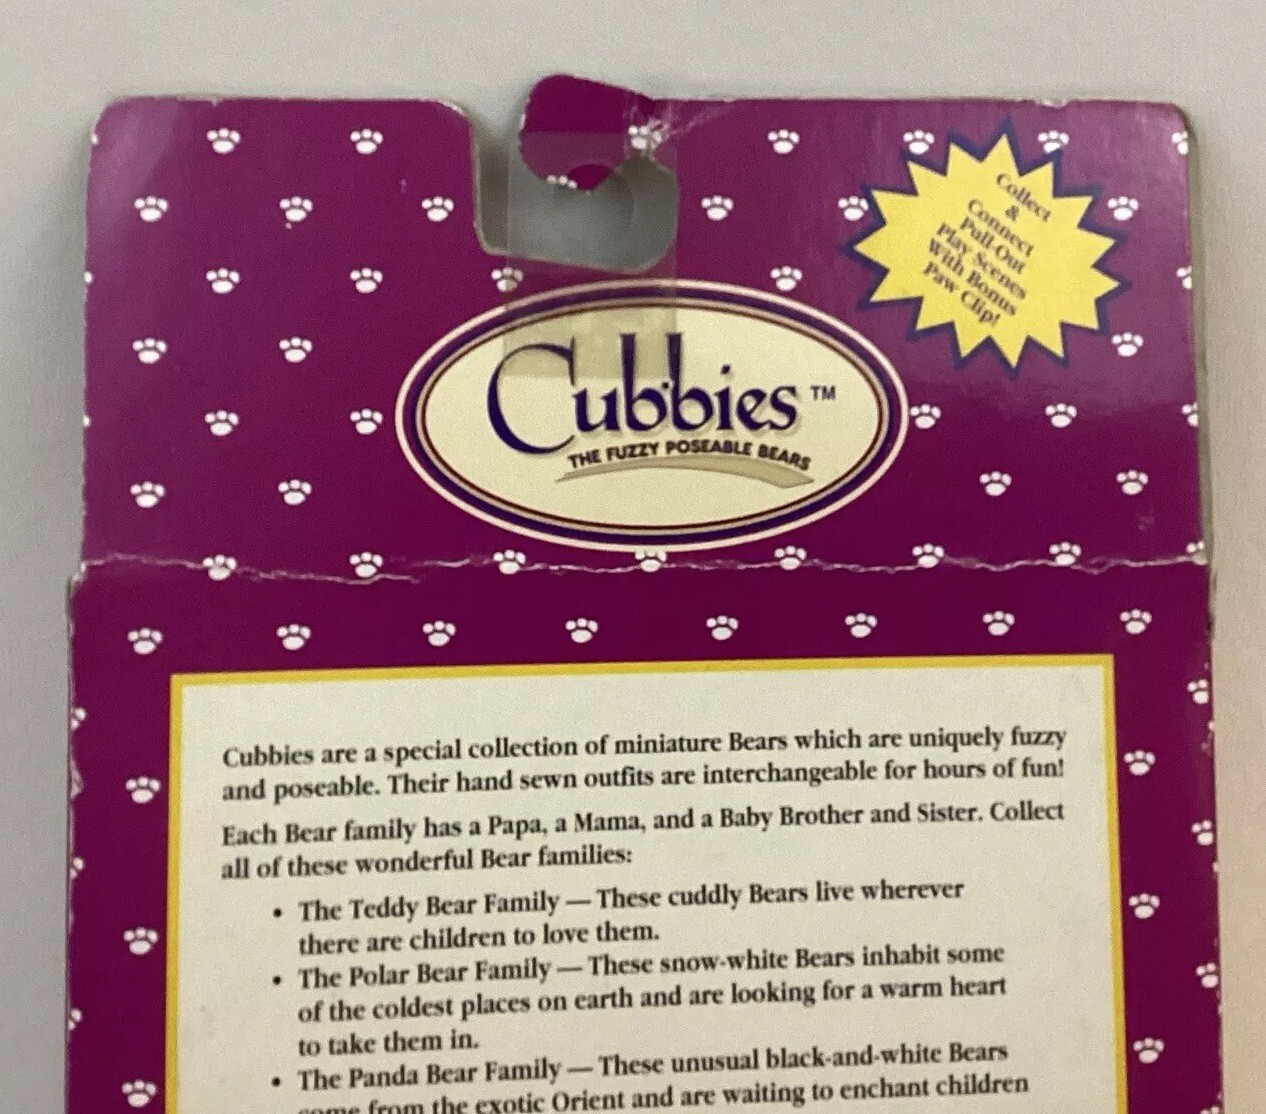 Collect
&
Connect
Pull-Out
Play Scenes
With Bonus
Paw Clip!
Cubbies™
THE FUZZY POSEABLE BEARS
Cubbies are a special collection of miniature Bears which are uniquely fuzzy
and poseable. Their hand sewn outfits are interchangeable for hours of fun!
Each Bear family has a Papa, a Mama, and a Baby Brother and Sister. Collect
all of these wonderful Bear families:
• The Teddy Bear Family — These cuddly Bears live wherever
there are children to love them.
• The Polar Bear Family — These snow-white Bears inhabit some
of the coldest places on earth and are looking for a warm heart
to take them in.
• The Panda Bear Family — These unusual black-and-white Bears
come from the exotic Orient and are waiting to enchant children